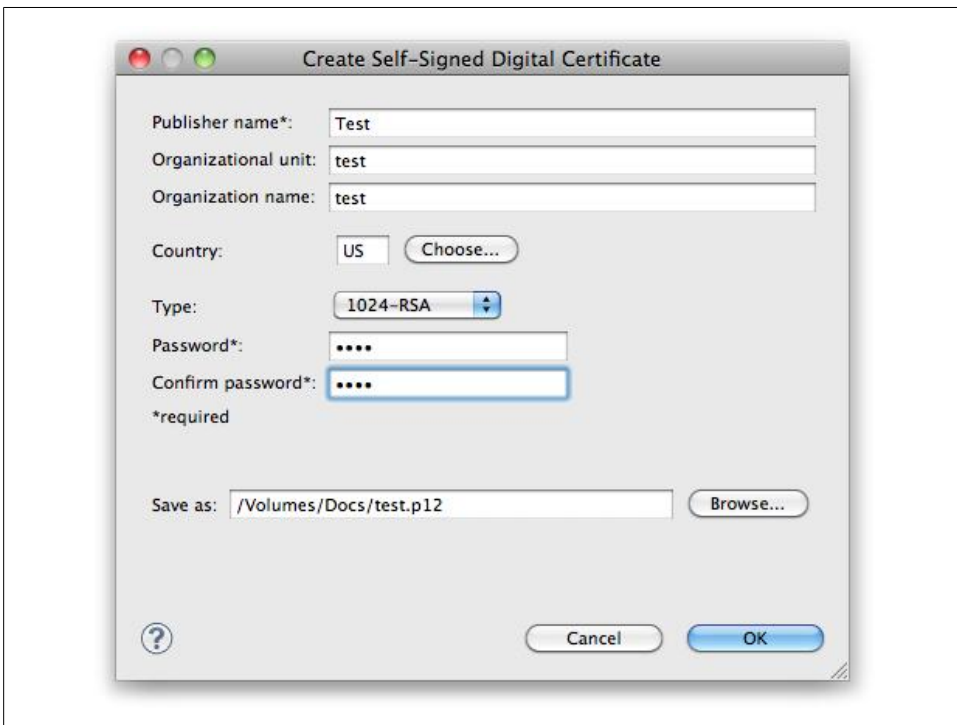 Create Self-Signed Digital Certificate
Publisher name*: Test
Organizational unit: test
Organization name: test
Country: US Choose...
Type: 1024-RSA
Password*: ••••
Confirm password*: ••••
*required
Save as: /Volumes/Docs/test.p12 Browse...
? Cancel OK